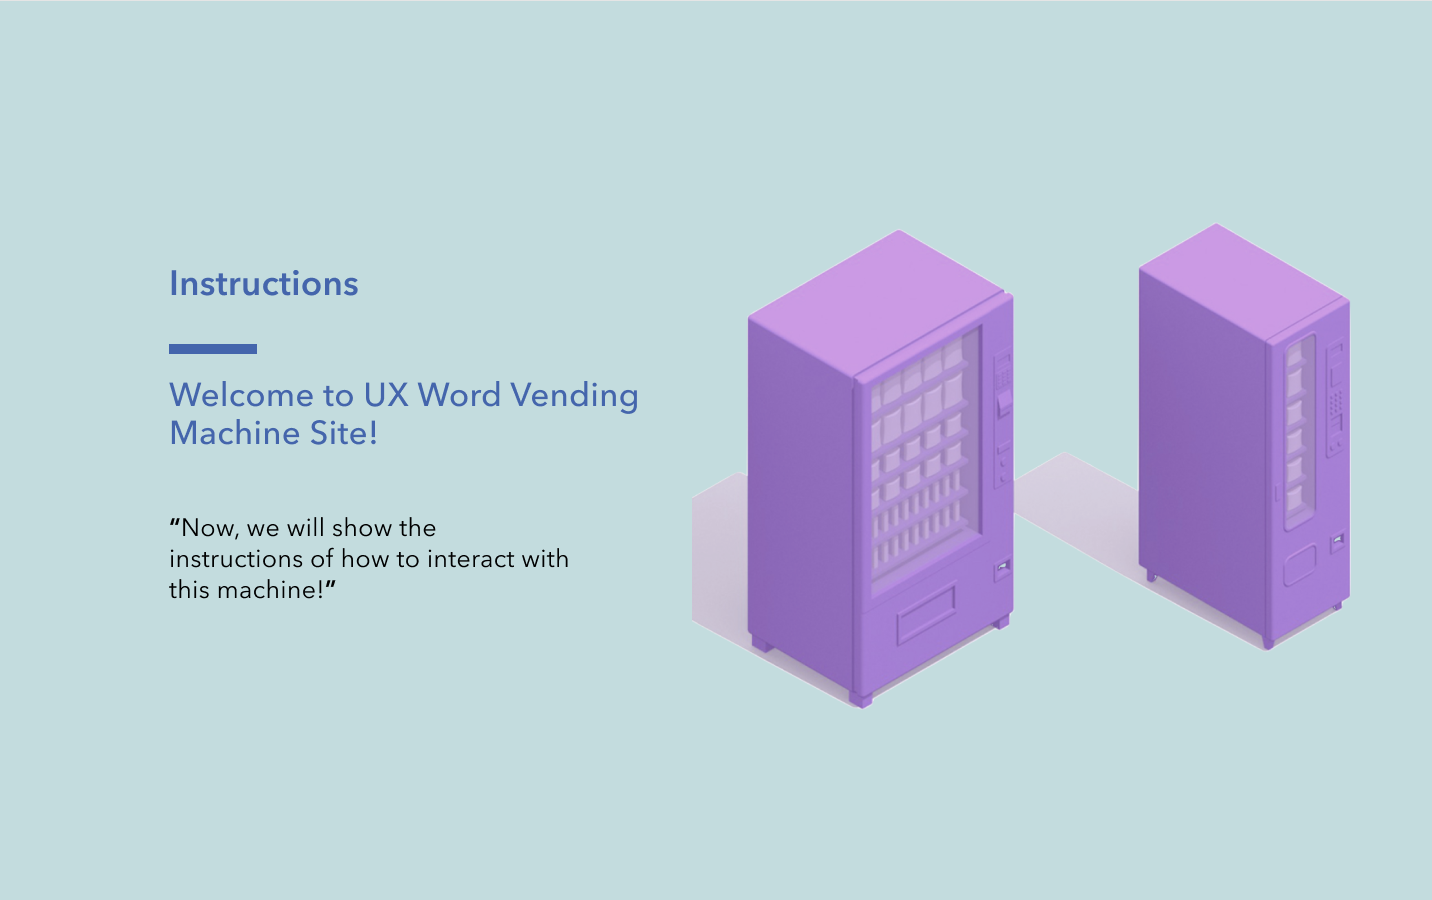 Instructions
Welcome to UX Word Vending
Machine Site!
“Now, we will show the
instructions of how to interact with
this machine!”